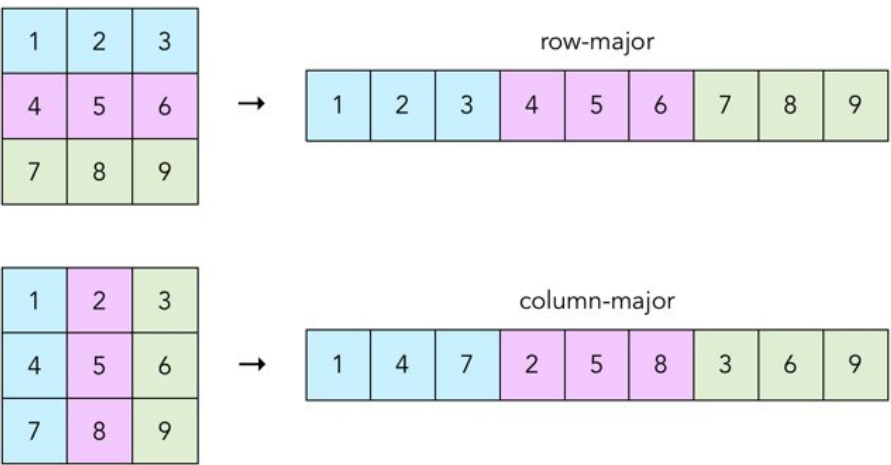 1 2 3
row-major
4 5 6 → 1 2 3 4 5 6 7 8 9
7 8 9
1 2 3
column-major
4 5 6 → 1 4 7 2 5 8 3 6 9
7 8 9